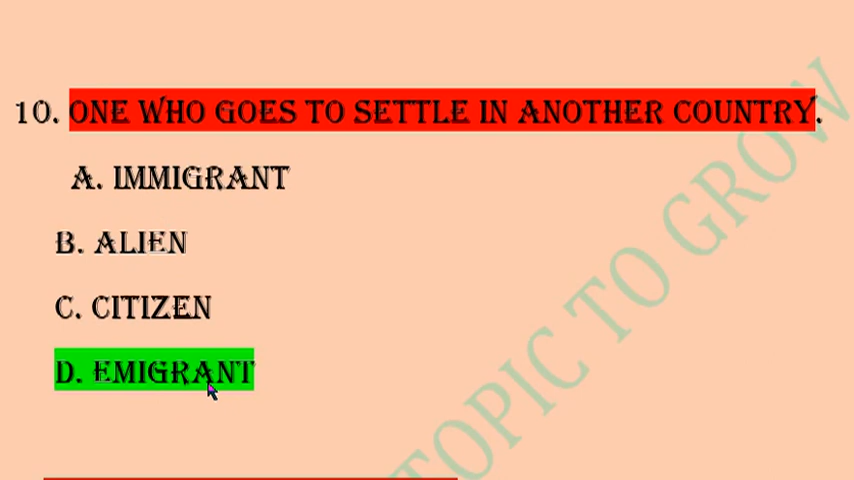 10. ONE WHO GOES TO SETTLE IN ANOTHER COUNTRY.
A. IMMIGRANT
B. ALIEN
C. CITIZEN
D. EMIGRANT
TOPIC TO GROW